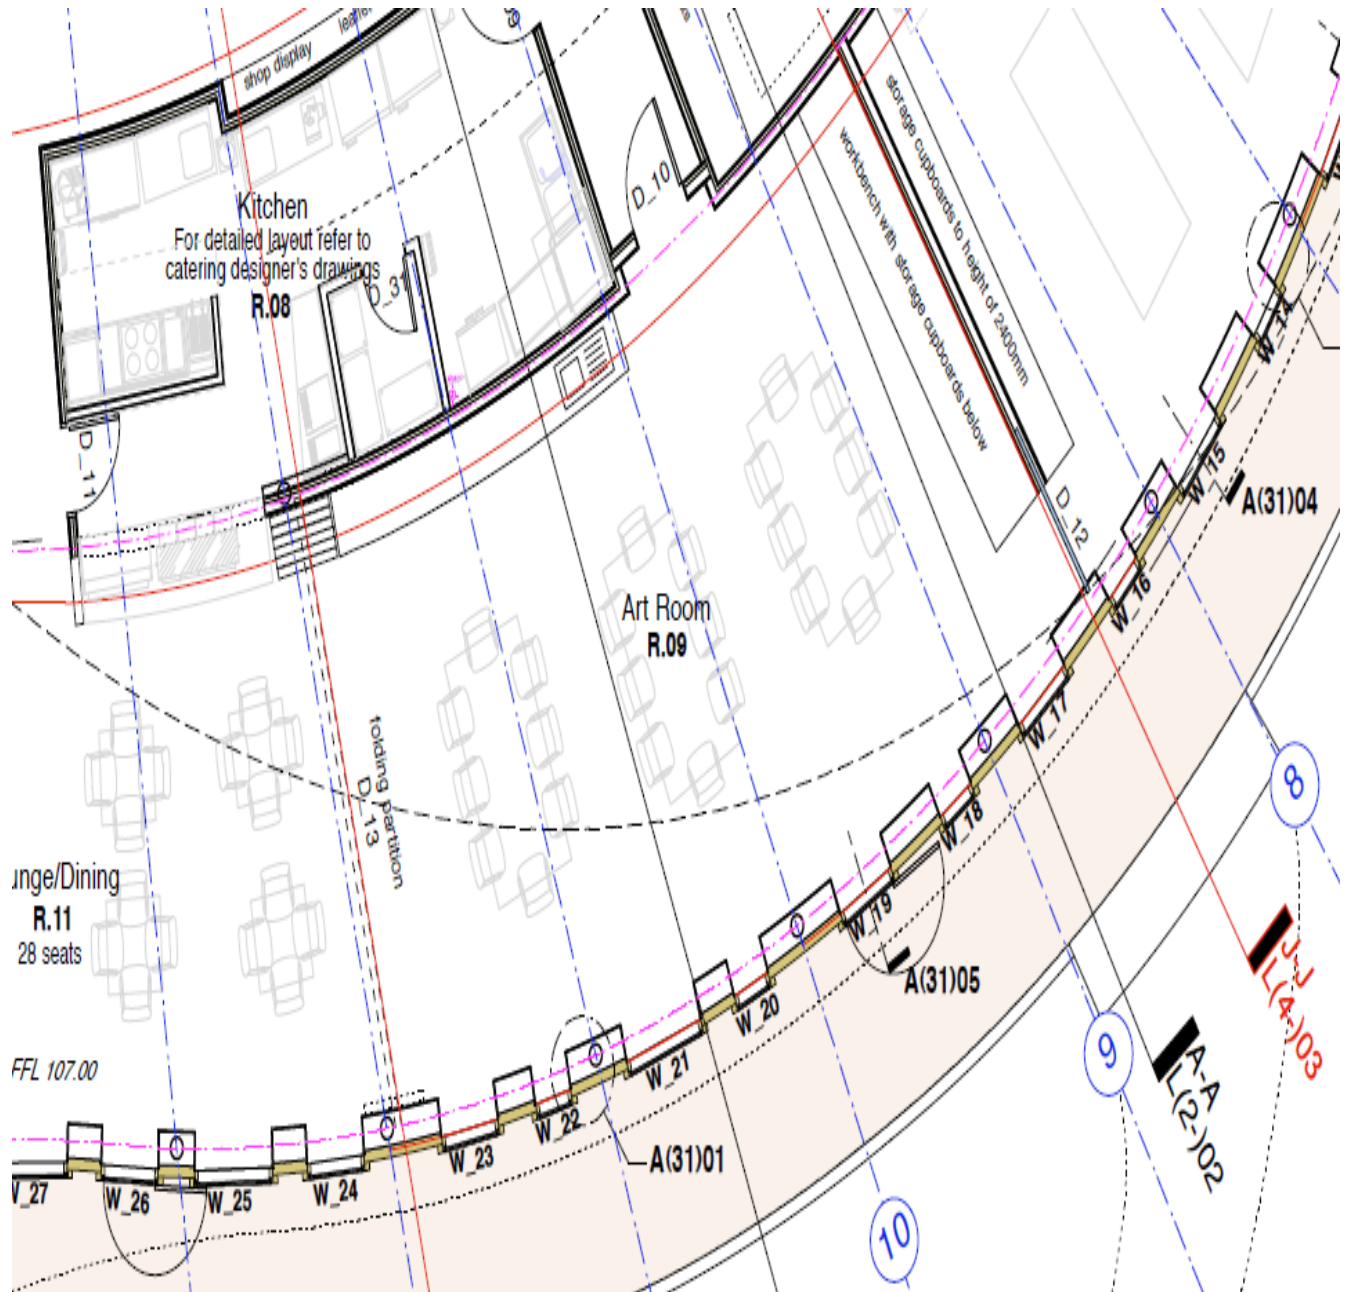 shop display
D_10
Kitchen
For detailed layout refer to
catering designer's drawings
R.08
D_31
D_11
storage cupboards to height of 2400mm
workbench with storage cupboards below
D_12
W_14
W_15
A(31)04
W_16
Art Room
R.09
W_17
folding partition
D_13
W_18
8
R.11
28 seats
W_19
A(31)05
J-J
L(4-)03
W_20
9
A-A
L(2-)02
FFL 107.00
W_21
W_22
W_23
A(31)01
W_24
W_25
W_26
W_27
10